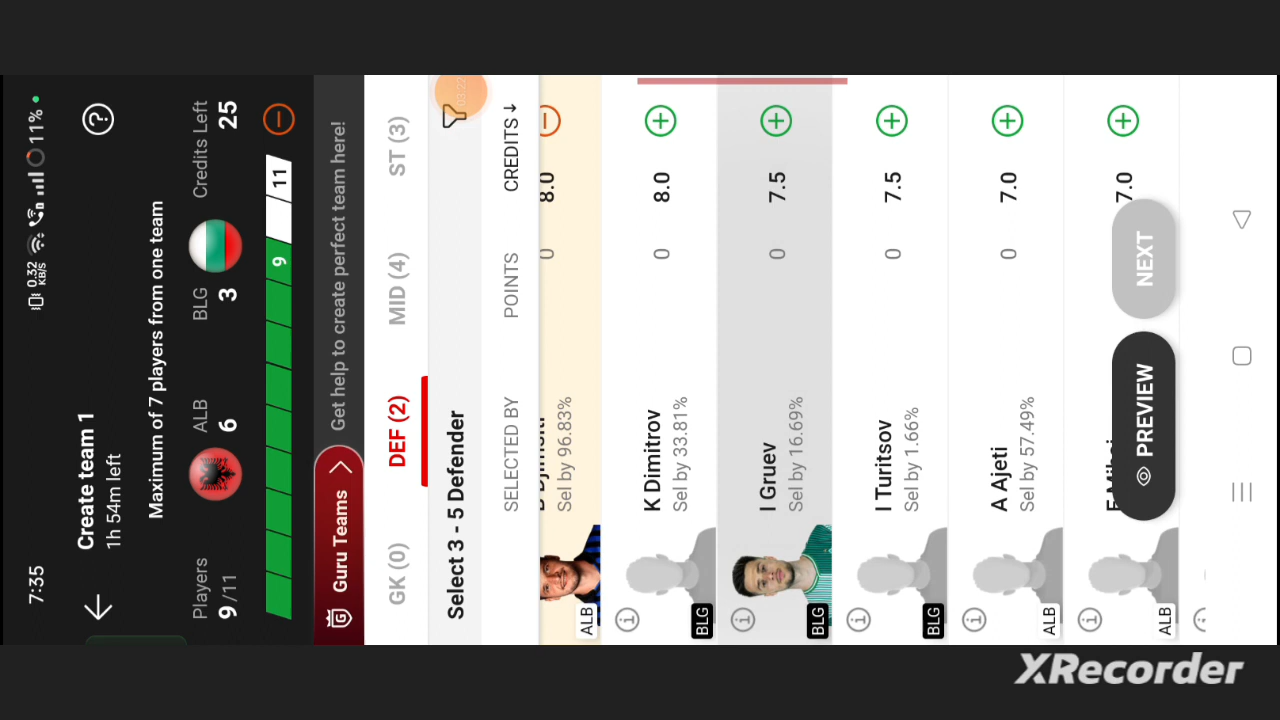 7:35
0.32
KB/S
11%
Create team 1
1h 54m left
?
Maximum of 7 players from one team
Players
ALB
BLG
Credits Left
9 /11
6
3
25
9
11
Guru Teams
Get help to create perfect team here!
GK (0)
DEF (2)
MID (4)
ST (3)
Select 3 - 5 Defender
03:22
SELECTED BY
POINTS
CREDITS
Sel by 96.83%
0
8.0
ALB
K Dimitrov
Sel by 33.81%
0
8.0
BLG
I Gruev
Sel by 16.69%
0
7.5
BLG
I Turitsov
Sel by 1.66%
0
7.5
BLG
A Ajeti
Sel by 57.49%
0
7.0
ALB
7.0
ALB
PREVIEW
NEXT
XRecorder